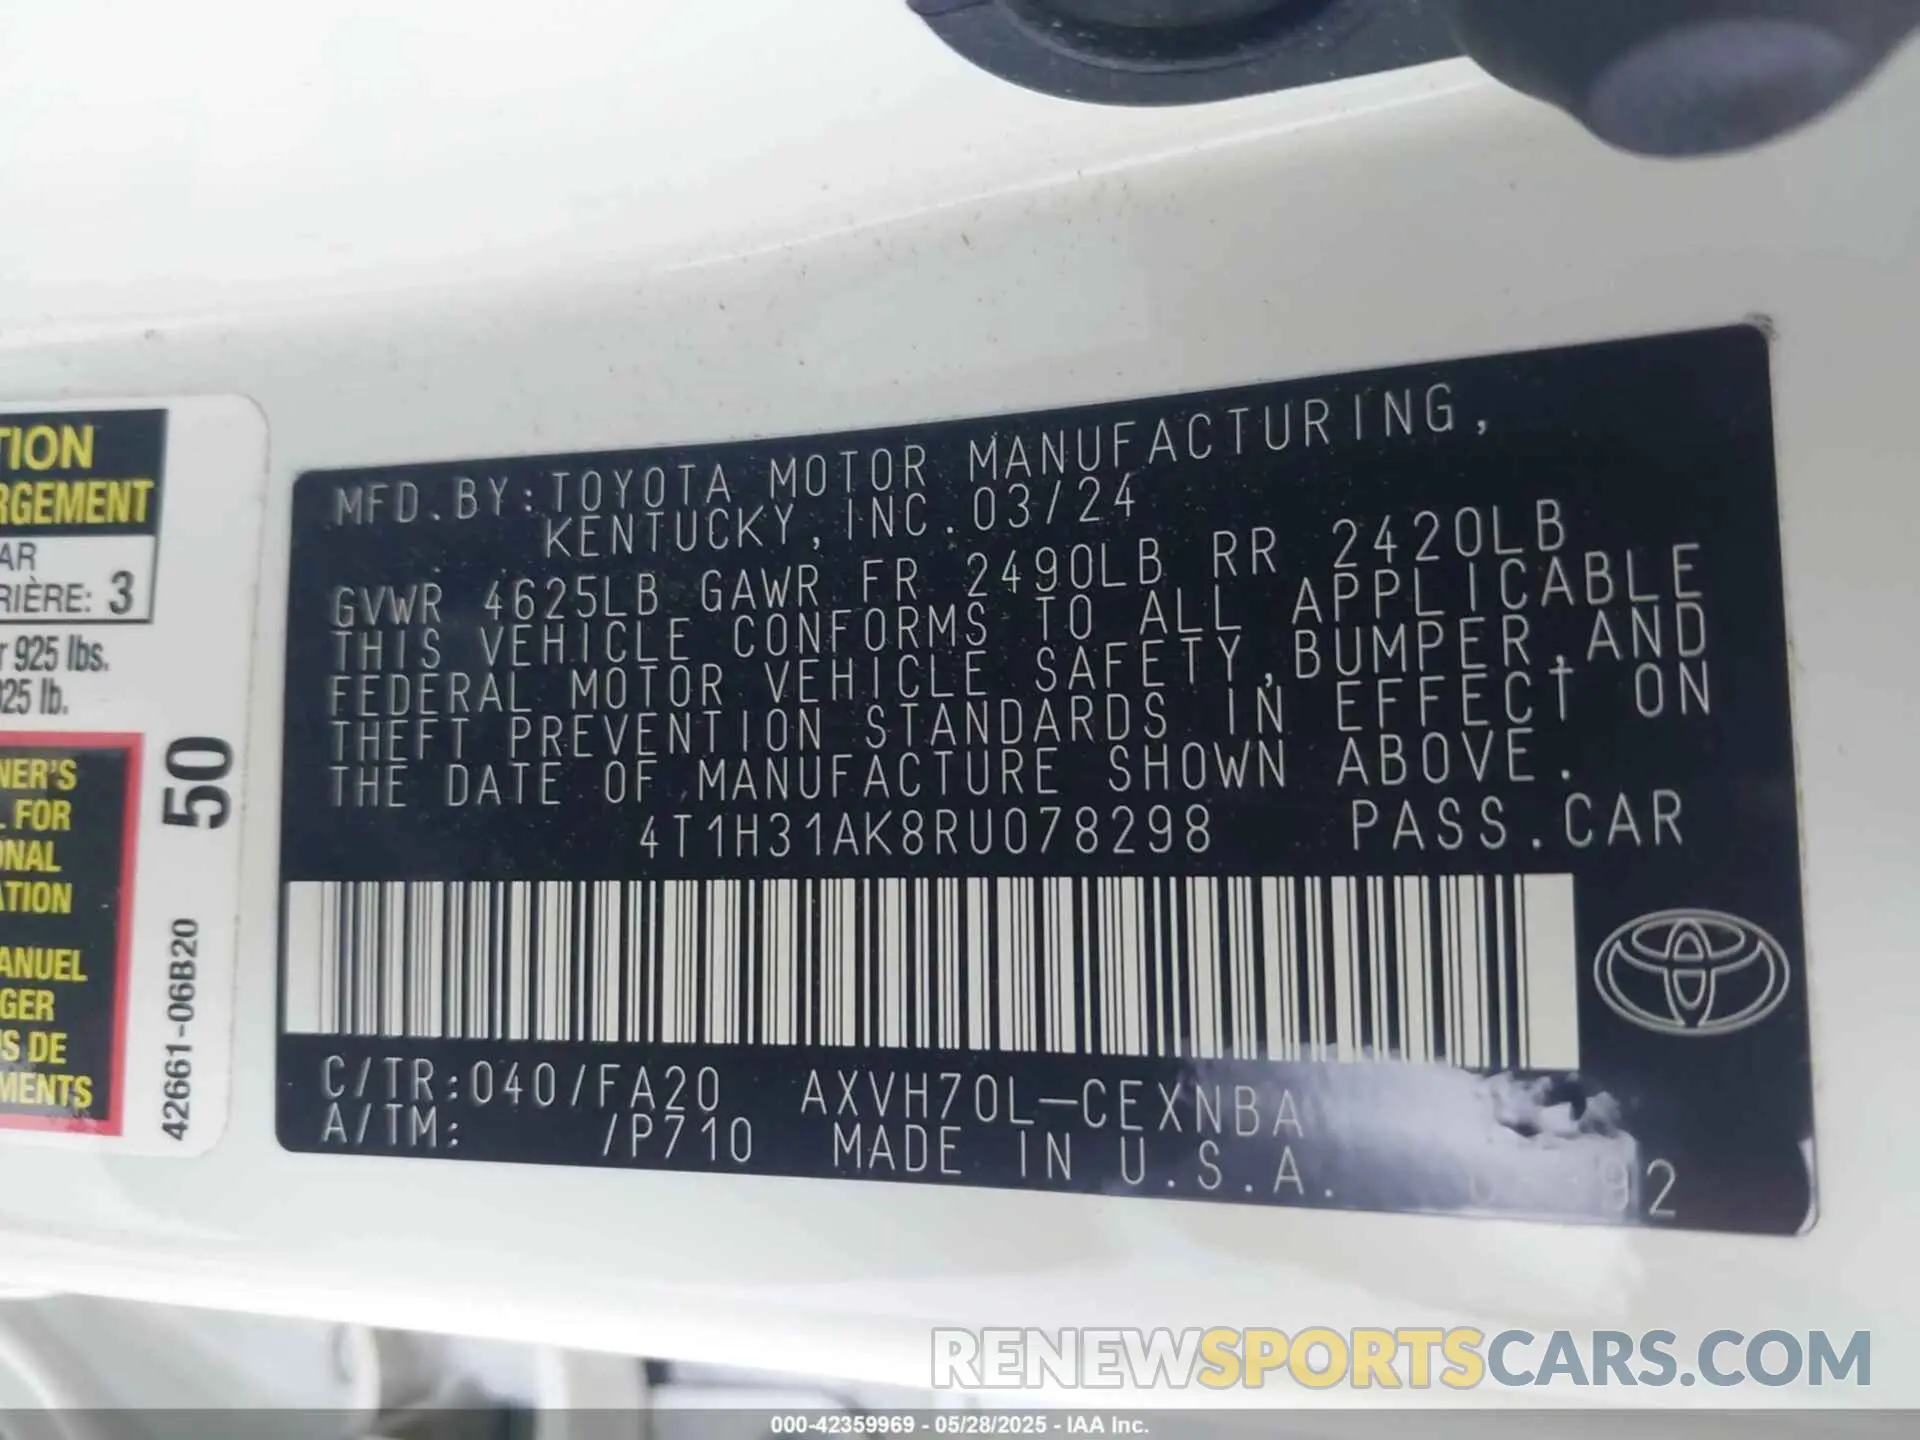 TION
RGEMENT
AR
RIÈRE: 3
r 925 lbs.
925 lb.
NER'S
L FOR
ONAL
ATION
ANUEL
GER
S DE
MENTS
50
42661-06B20
MFD.BY:TOYOTA MOTOR MANUFACTURING,
KENTUCKY, INC. 03/24
GVWR 4625LB GAWR FR 2490LB RR 2420LB
THIS VEHICLE CONFORMS TO ALL APPLICABLE
FEDERAL MOTOR VEHICLE SAFETY,BUMPER,AND
THEFT PREVENTION STANDARDS IN EFFECT ON
THE DATE OF MANUFACTURE SHOWN ABOVE.
4T1H31AK8RU078298 PASS.CAR
C/TR:040/FA20 AXVH70L-CEXNBA
A/TM: /P710 MADE IN U.S.A.
RENEWSPORTSCARS.COM
000-42359969 - 05/28/2025 - IAA Inc.